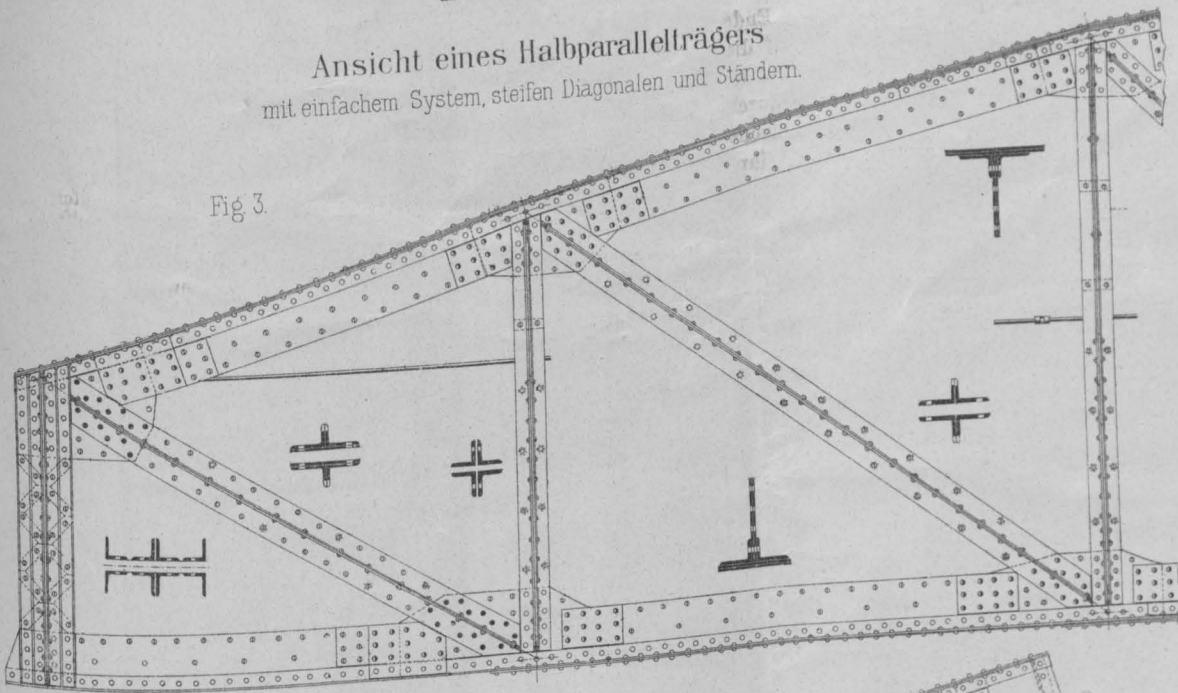 Ansicht eines Halbparallelträgers
mit einfachem System, steifen Diagonalen und Ständern.
Fig 3.